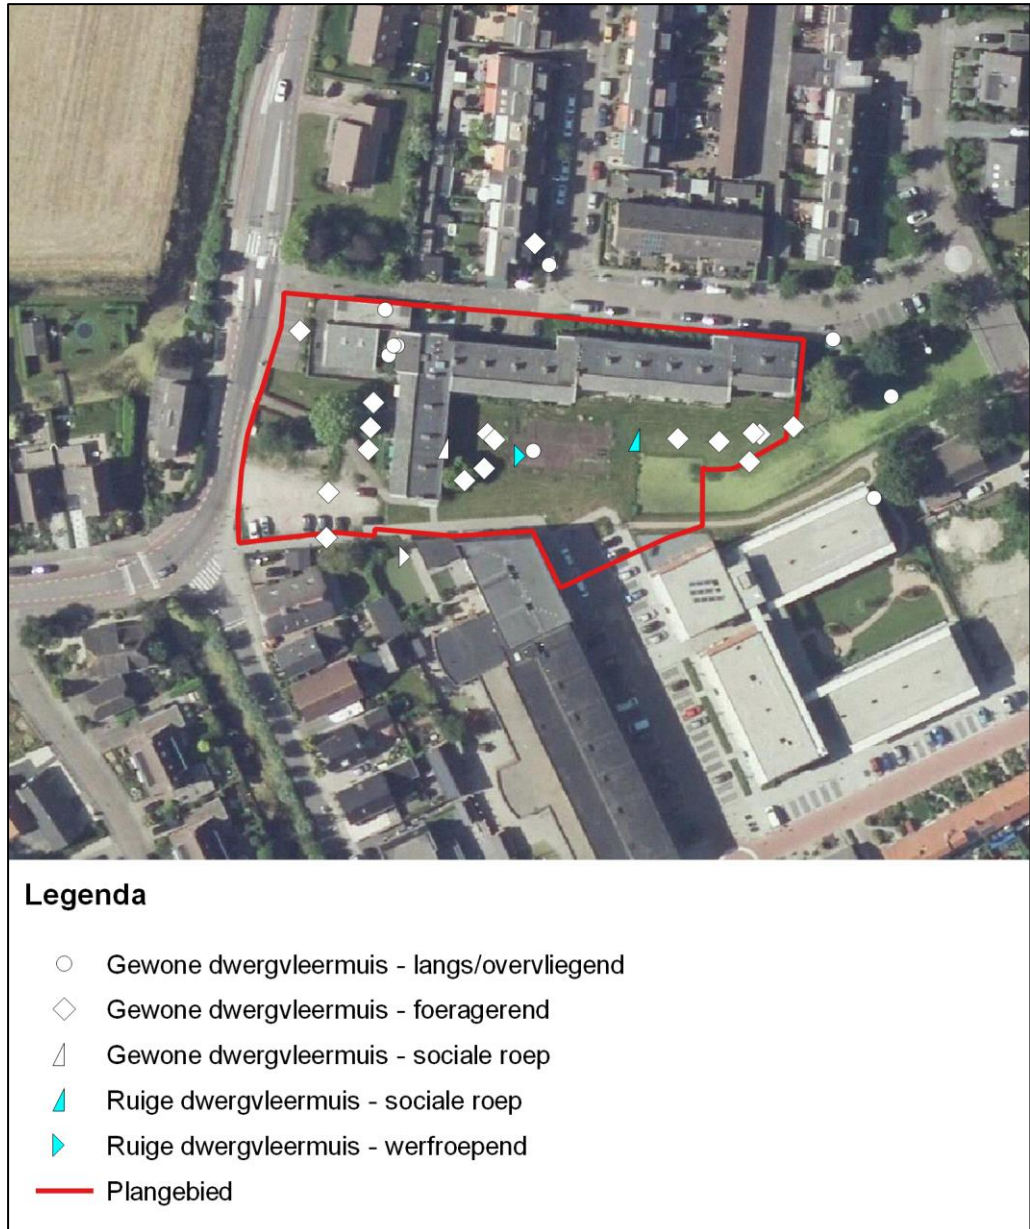 Legenda
Gewone dwergvleermuis - langs/overvliegend
Gewone dwergvleermuis - foeragerend
Gewone dwergvleermuis - sociale roep
Ruige dwergvleermuis - sociale roep
Ruige dwergvleermuis - werfroepend
Plangebied